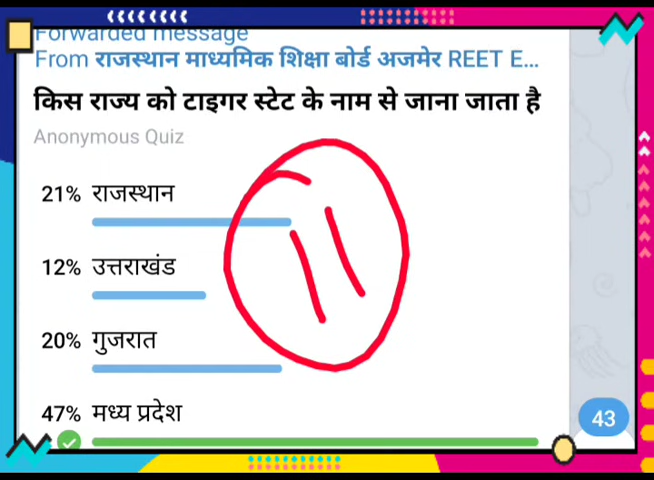 Forwarded message
From राजस्थान माध्यमिक शिक्षा बोर्ड अजमेर REET E...
किस राज्य को टाइगर स्टेट के नाम से जाना जाता है
Anonymous Quiz
21% राजस्थान
12% उत्तराखंड
20% गुजरात
47% मध्य प्रदेश
43